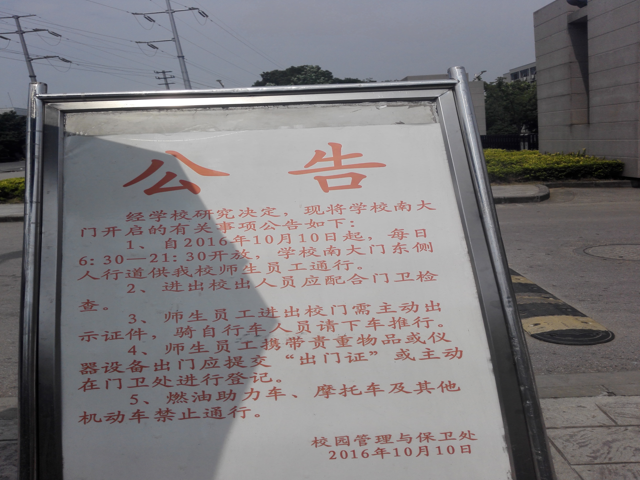 公告
经学校研究决定，现将学校南大
门开启的有关事项公告如下：
1、自2016年10月10日起，每日
6：30—21：30开放，学校南大门东侧
人行道供我校师生员工通行。
2、进出校出人员应配合门卫检
查。
3、师生员工进出校门需主动出
示证件，骑自行车人员请下车推行。
4、师生员工携带贵重物品或仪
器设备出门应提交“出门证”或主动
在门卫处进行登记。
5、燃油助力车、摩托车及其他
机动车禁止通行。
校园管理与保卫处
2016年10月10日